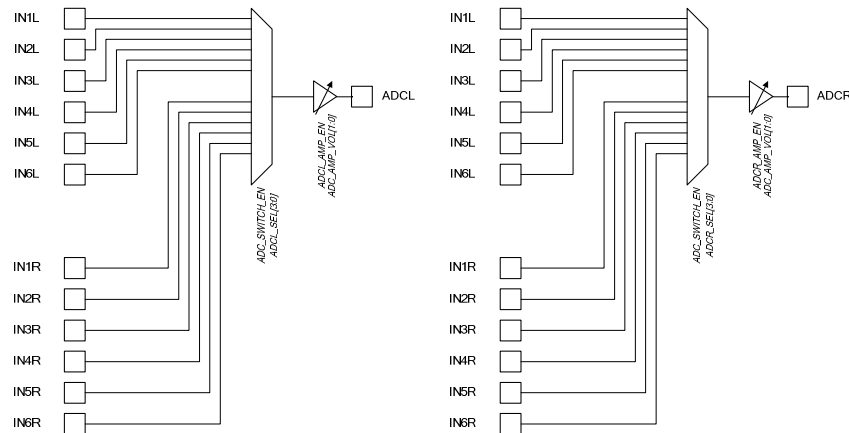 IN1L
IN2L
IN3L
IN4L
IN5L
IN6L
ADCL
ADCL_AMP_EN
ADC_AMP_VOL[1:0]
ADC_SWITCH_EN
ADCL_SEL[3:0]
IN1R
IN2R
IN3R
IN4R
IN5R
IN6R
IN1L
IN2L
IN3L
IN4L
IN5L
IN6L
ADCR
ADCR_AMP_EN
ADC_AMP_VOL[1:0]
ADC_SWITCH_EN
ADCR_SEL[3:0]
IN1R
IN2R
IN3R
IN4R
IN5R
IN6R